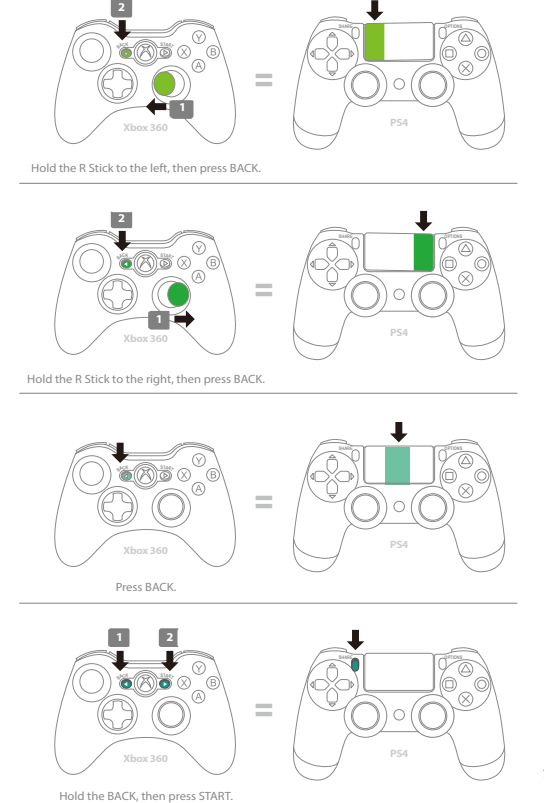 2
BACK START Y X B A
1
Xbox 360
SHARE
PS4
Hold the R Stick to the left, then press BACK.
2
BACK START Y X B A
1
Xbox 360
SHARE OPTIONS
PS4
Hold the R Stick to the right, then press BACK.
BACK START Y X B A
Xbox 360
SHARE OPTIONS
PS4
Press BACK.
1 2
BACK START Y X B A
Xbox 360
SHARE OPTIONS
PS4
Hold the BACK, then press START.